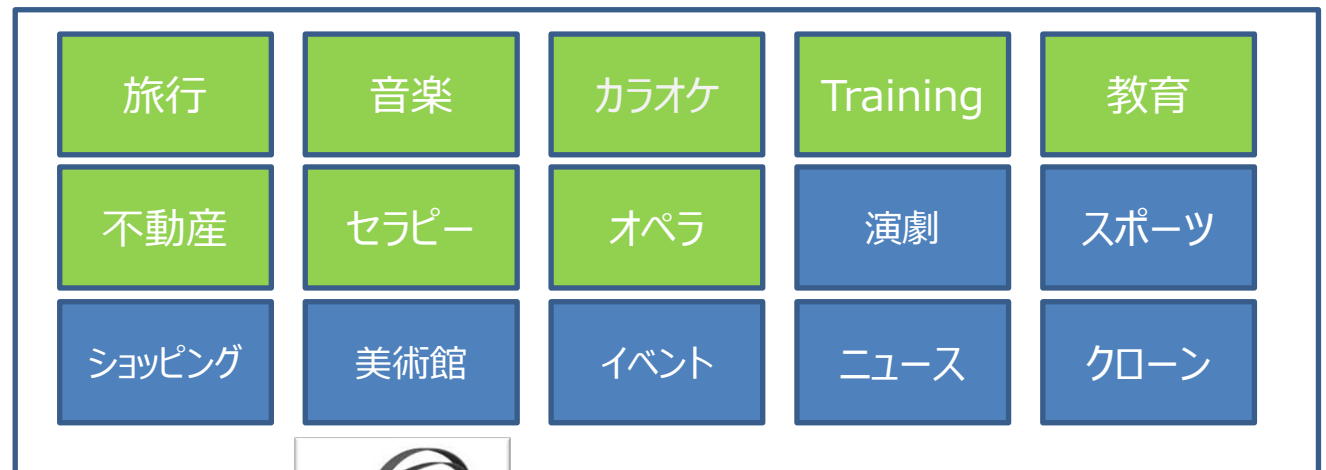 旅行 音楽 カラオケ Training 教育
不動産 セラピー オペラ 演劇 スポーツ
ショッピング 美術館 イベント ニュース クローン